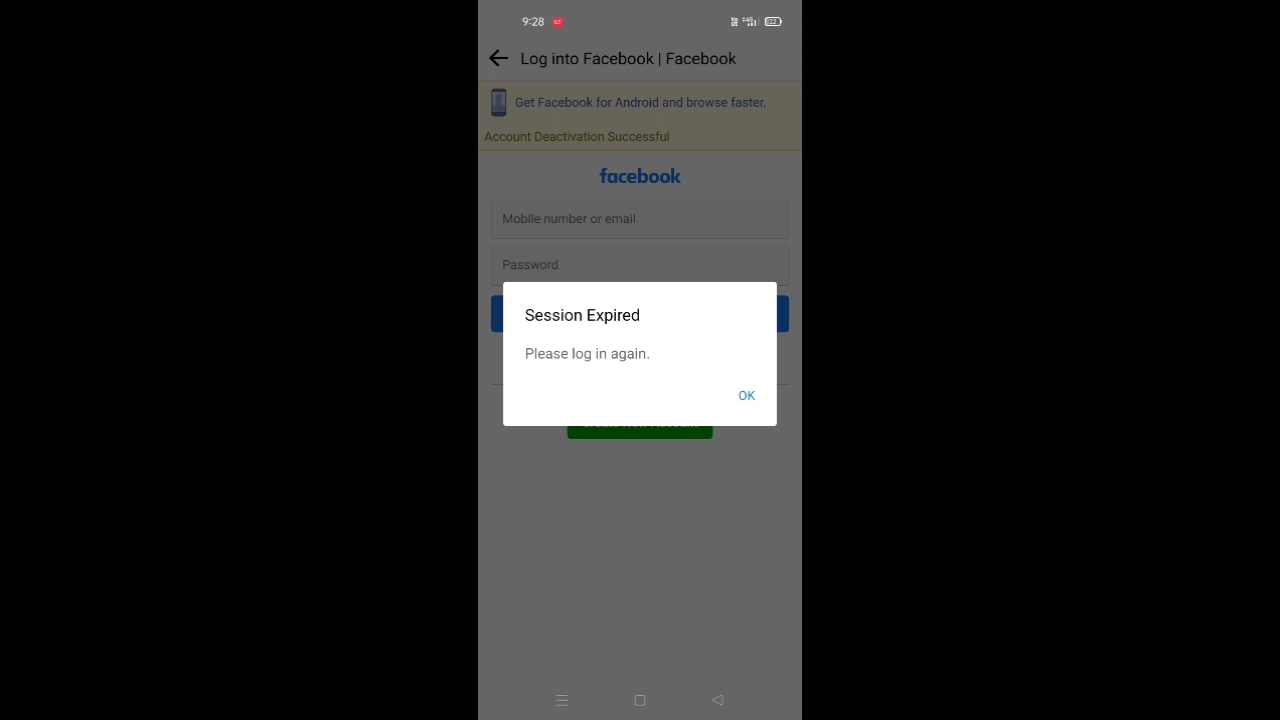 9:28
Log into Facebook | Facebook
Get Facebook for Android and browse faster.
Account Deactivation Successful
facebook
Mobile number or email
Password
Session Expired
Please log in again.
OK